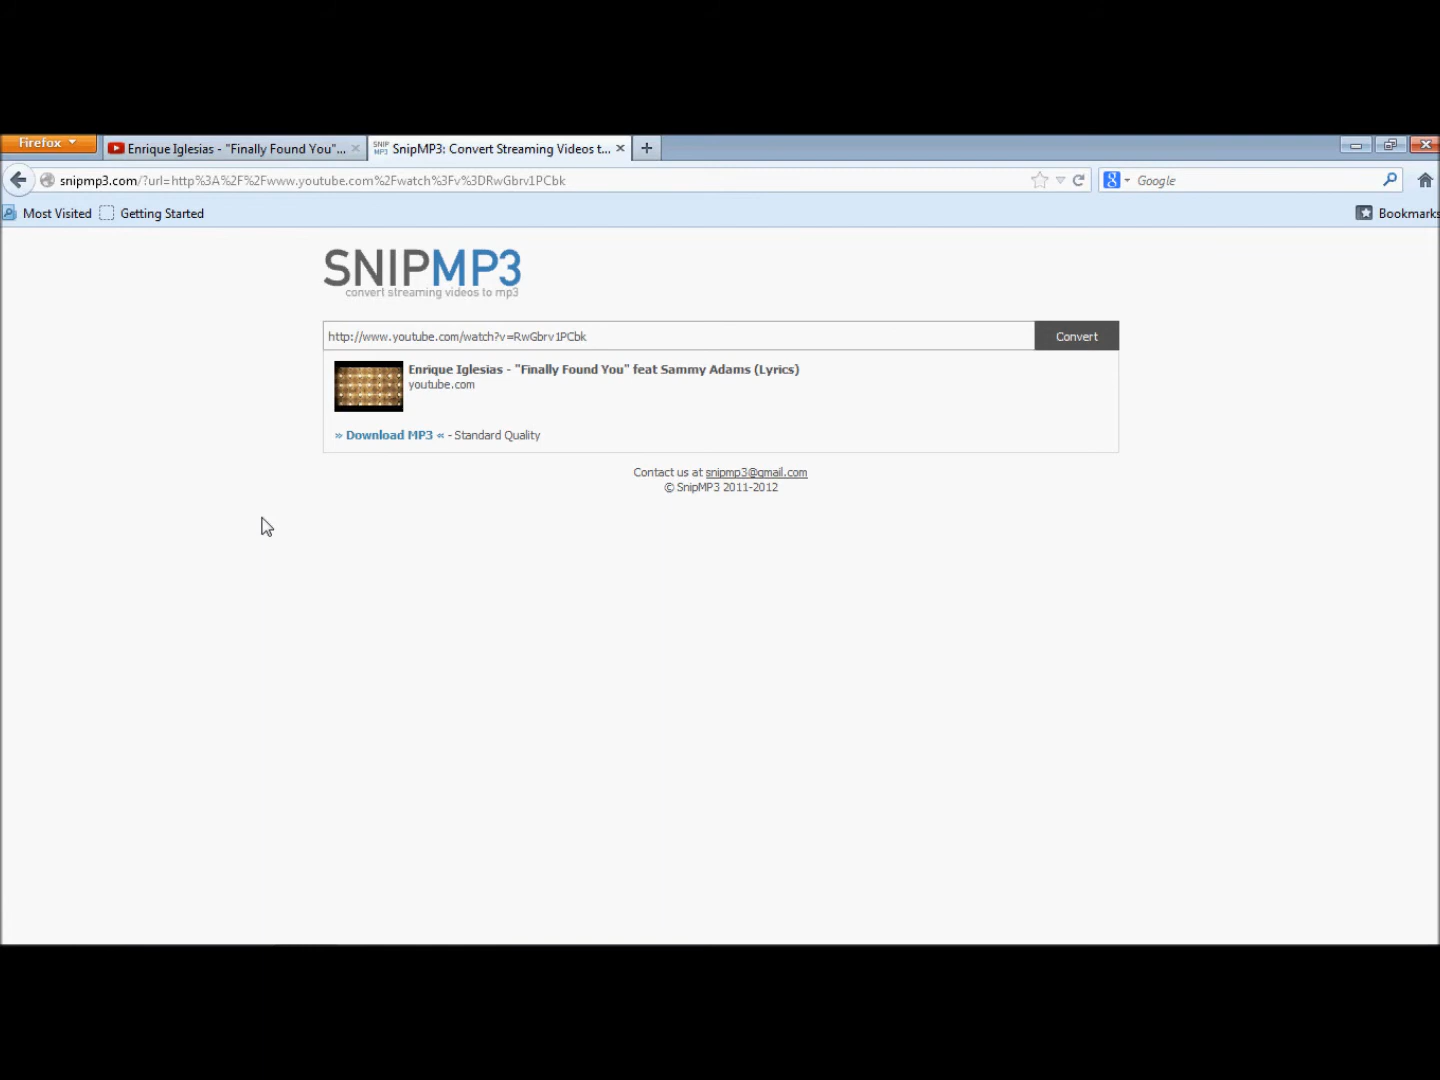 Firefox
Enrique Iglesias - "Finally Found You"...
SNIP MP3 SnipMP3: Convert Streaming Videos t...
snipmp3.com/?url=http%3A%2F%2Fwww.youtube.com%2Fwatch%3Fv%3DRwGbrv1PCbk
8 Google
Most Visited Getting Started Bookmarks
SNIPMP3
convert streaming videos to mp3
http://www.youtube.com/watch?v=RwGbrv1PCbk Convert
Enrique Iglesias - "Finally Found You" feat Sammy Adams (Lyrics)
youtube.com
» Download MP3 « - Standard Quality
Contact us at snipmp3@gmail.com
© SnipMP3 2011-2012